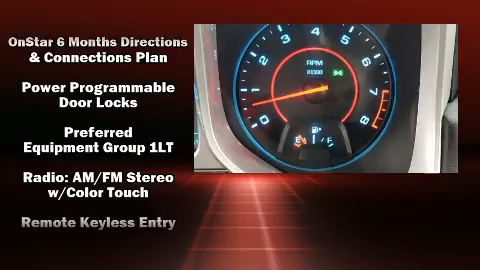 OnStar 6 Months Directions
& Connections Plan
Power Programmable
Door Locks
Preferred
Equipment Group 1LT
Radio: AM/FM Stereo
w/Color Touch
Remote Keyless Entry
0
1
2
3
4
5
6
7
8
RPM
X1000
E
F